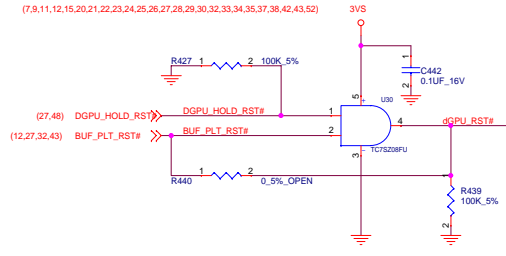 (7,9,11,12,15,20,21,22,23,24,25,26,27,28,29,30,32,33,34,35,37,38,42,43,52)
3VS
R427 1 2 100K_5%
1
C442
0.1UF_16V
2
5
+
U30
(27,48) DGPU_HOLD_RST# DGPU_HOLD_RST# 1
4 dGPU_RST#
(12,27,32,43) BUF_PLT_RST# BUF_PLT_RST# 2
TC7SZ08FU
3
-
1 2
R440 0_5%_OPEN
1
R439
100K_5%
2